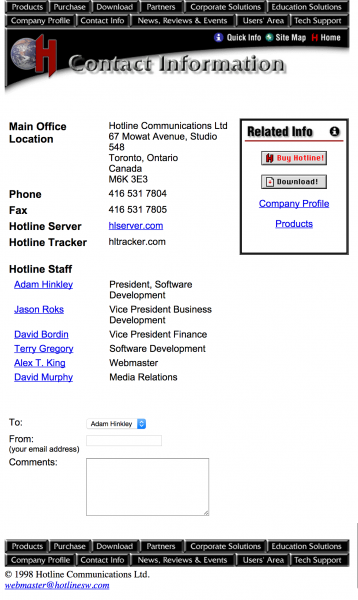 Products Purchase Download Partners Corporate Solutions Education Solutions
Company Profile Contact Info News, Reviews & Events Users' Area Tech Support
Quick Info Site Map H Home
H Contact Information
Main Office Location
Hotline Communications Ltd
67 Mowat Avenue, Studio
548
Toronto, Ontario
Canada
M6K 3E3
Phone 416 531 7804
Fax 416 531 7805
Hotline Server hlserver.com
Hotline Tracker hltracker.com
Related Info
H Buy Hotline!
Download!
Company Profile
Products
Hotline Staff
Adam Hinkley President, Software
Development
Jason Roks Vice President Business
Development
David Bordin Vice President Finance
Terry Gregory Software Development
Alex T. King Webmaster
David Murphy Media Relations
To: Adam Hinkley
From:
(your email address)
Comments:
Products Purchase Download Partners Corporate Solutions Education Solutions
Company Profile Contact Info News, Reviews & Events Users' Area Tech Support
© 1998 Hotline Communications Ltd.
webmaster@hotlinesw.com